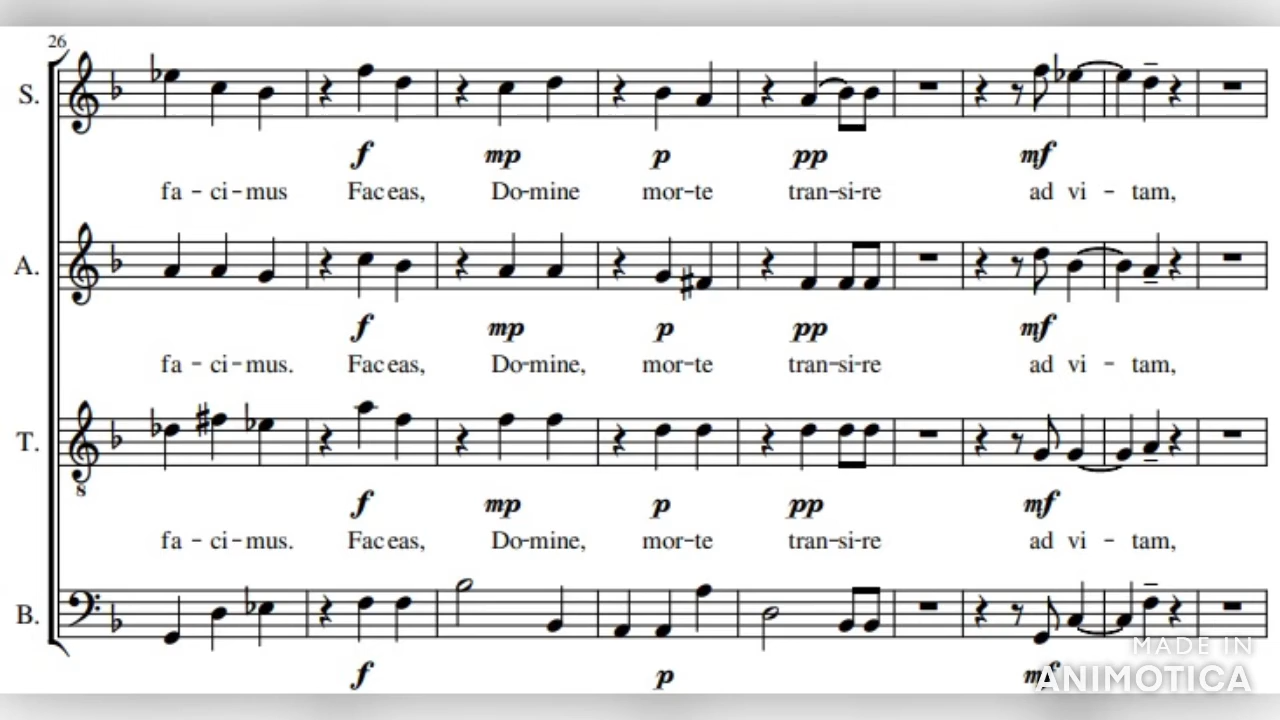 26
S.
f mp p pp mf
fa - ci - mus Faceas, Do-mine mor-te tran-si-re ad vi - tam,
A.
f mp p pp mf
fa - ci - mus. Faceas, Do-mine, mor-te tran-si-re ad vi - tam,
T.
8
f mp p pp mf
fa - ci - mus. Faceas, Do-mine, mor-te tran-si-re ad vi - tam,
B.
f p mf
MADE IN
ANIMOTICA